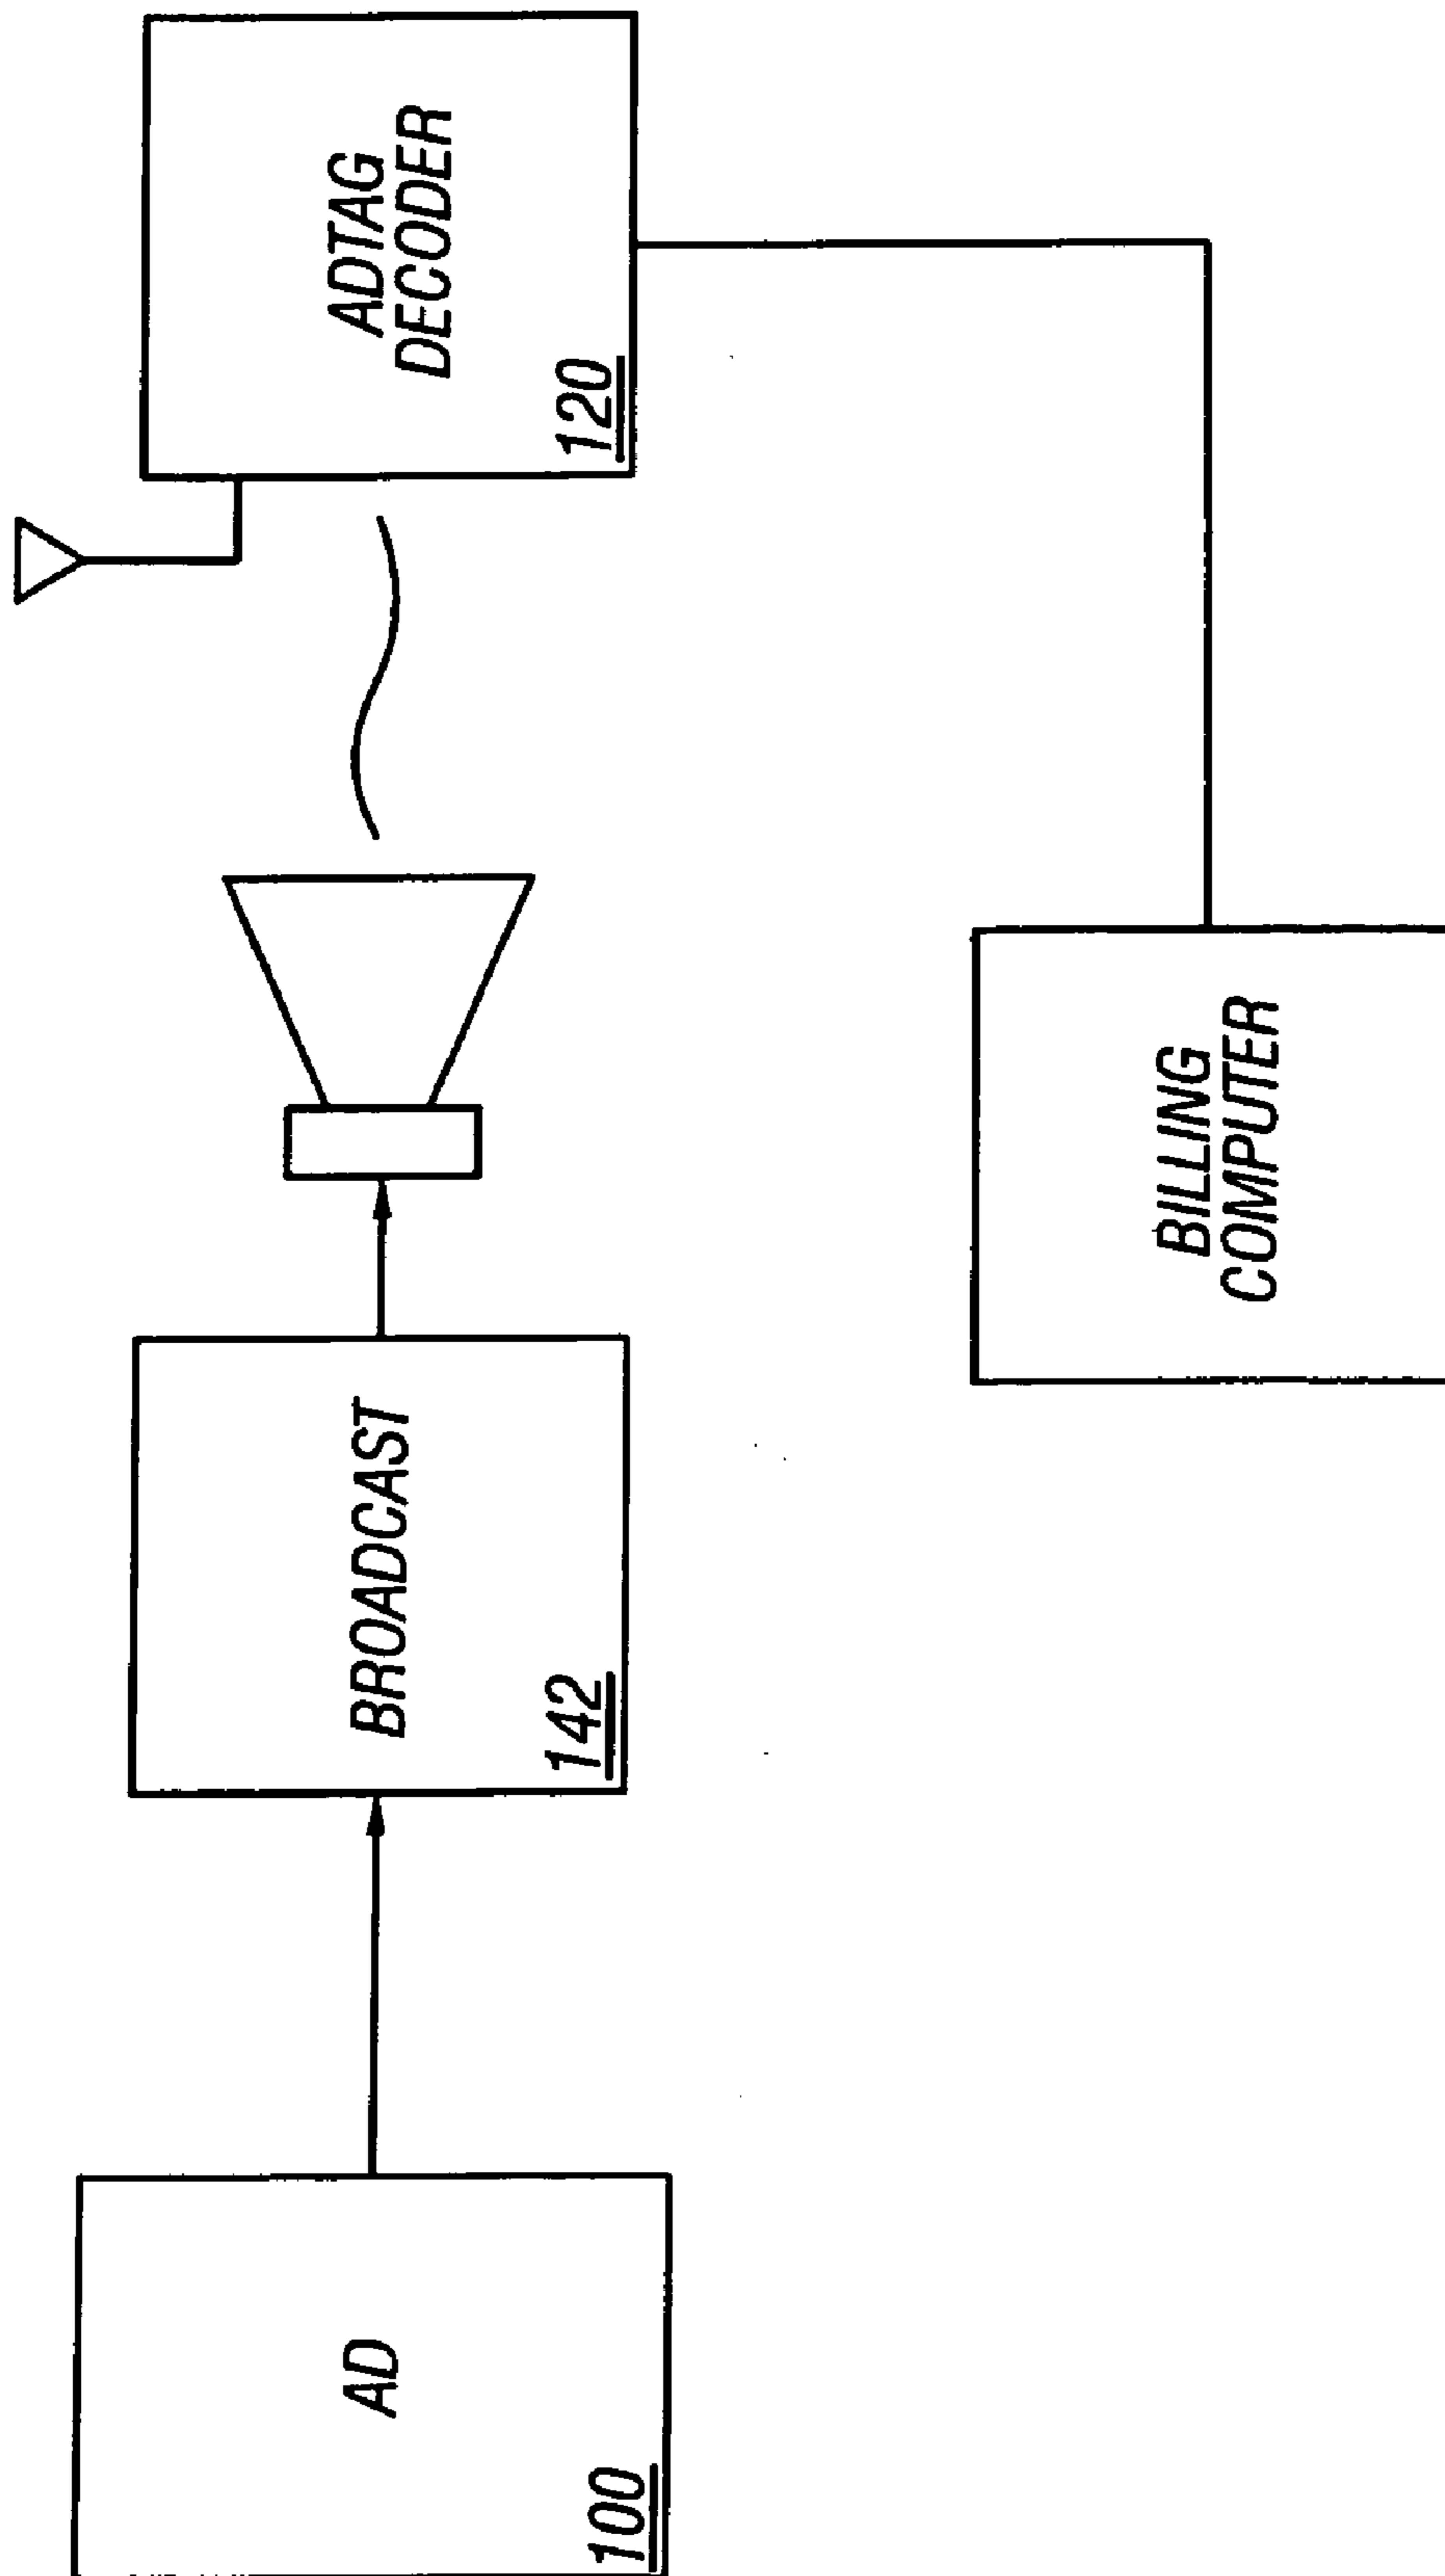 AD
100
BROADCAST
142
ADTAG
DECODER
120
BILLING
COMPUTER